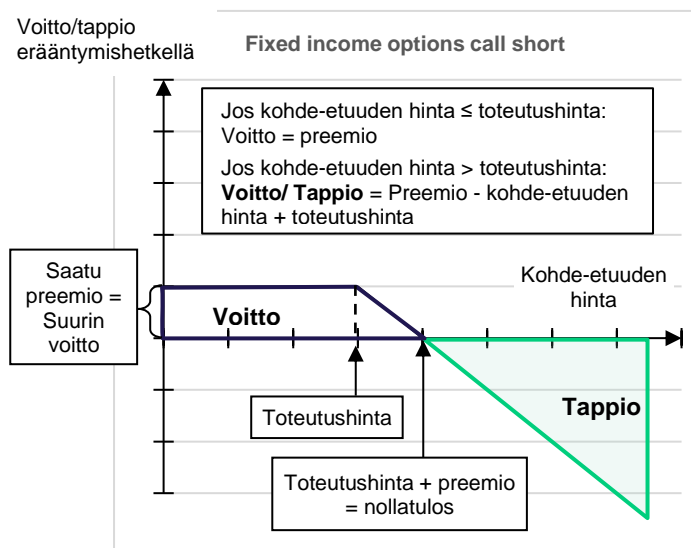 Voitto/tappio
erääntymishetkellä
Fixed income options call short
Jos kohde-etuuden hinta ≤ toteutushinta:
Voitto = preemio
Jos kohde-etuuden hinta > toteutushinta:
Voitto/ Tappio = Preemio - kohde-etuuden
hinta + toteutushinta
Saatu
preemio =
Suurin
voitto
Voitto
Kohde-etuuden
hinta
Toteutushinta
Tappio
Toteutushinta + preemio
= nollatulos